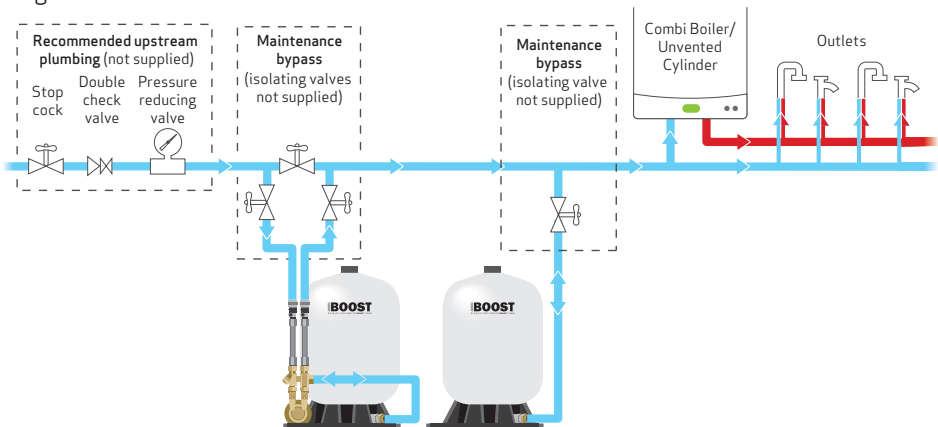 Recommended upstream
plumbing (not supplied)
Stop
cock
Double
check
valve
Pressure
reducing
valve
Maintenance
bypass
(isolating valves
not supplied)
Maintenance
bypass
(isolating valve
not supplied)
Combi Boiler/
Unvented
Cylinder
Outlets
BOOST
BOOST